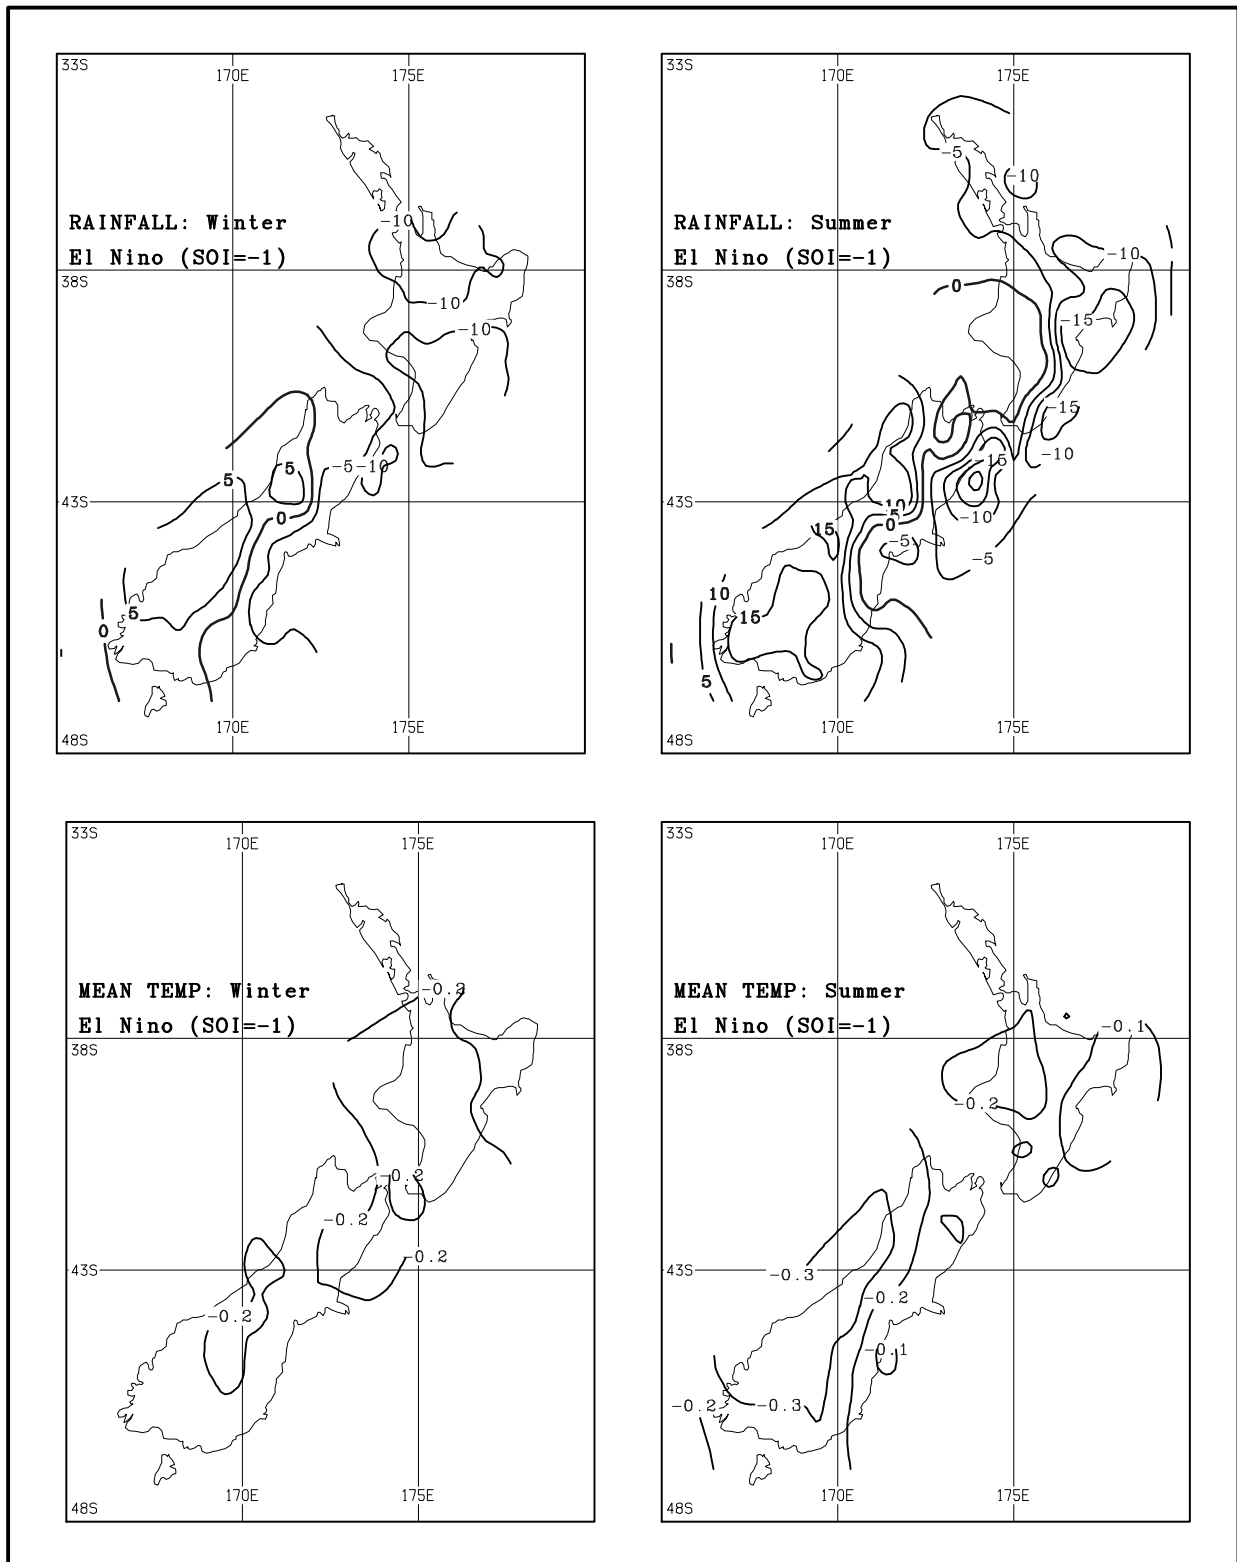 33S
170E 175E
-10
RAINFALL: Winter
El Nino (SOI=-1)
38S
-10
-10
5 5 -5 -10
43S
0
5
0
170E 175E
48S
33S
170E 175E
-5
-10
RAINFALL: Summer
El Nino (SOI=-1)
-10
38S
0
-15
-15
-10
-15
43S
10
5
-10
15 0
-5
-5
10
15
5
170E 175E
48S
33S
170E 175E
-0.2
MEAN TEMP: Winter
El Nino (SOI=-1)
38S
-0.2
-0.2
-0.2
43S
-0.2
170E 175E
48S
33S
170E 175E
MEAN TEMP: Summer
El Nino (SOI=-1)
-0.1
38S
-0.2
43S
-0.3
-0.2
-0.1
-0.2 -0.3
170E 175E
48S